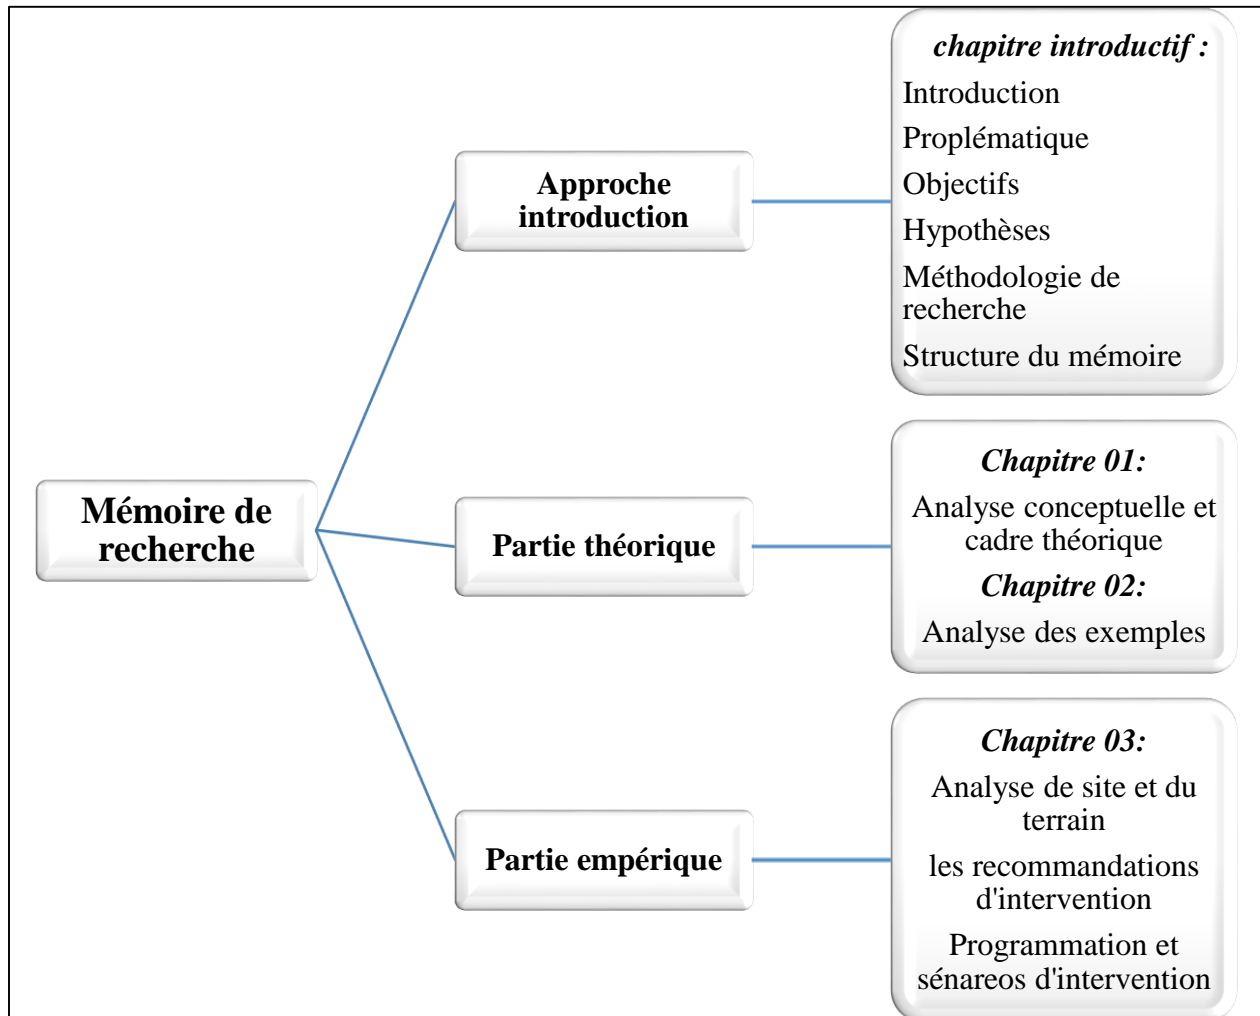 Mémoire de
recherche
Approche
introduction
chapitre introductif :
Introduction
Proplématique
Objectifs
Hypothèses
Méthodologie de
recherche
Structure du mémoire
Partie théorique
Chapitre 01:
Analyse conceptuelle et
cadre théorique
Chapitre 02:
Analyse des exemples
Partie empérique
Chapitre 03:
Analyse de site et du
terrain
les recommandations
d'intervention
Programmation et
sénareos d'intervention